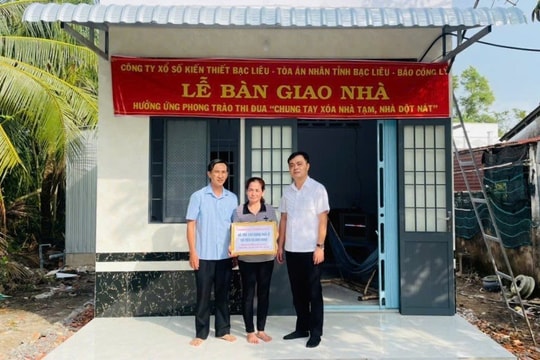 CÔNG TY XỔ SỐ KIẾN THIẾT BẠC LIÊU - TÒA ÁN NHÂN TỈNH BẠC LIÊU - BÁO CÔNG L
LỄ BÀN GIAO NHÀ
HƯỞNG ỨNG PHONG TRÀO THI ĐUA "CHUNG TAY XÓA NHÀ TẠM, NHÀ DỘT NÁT"